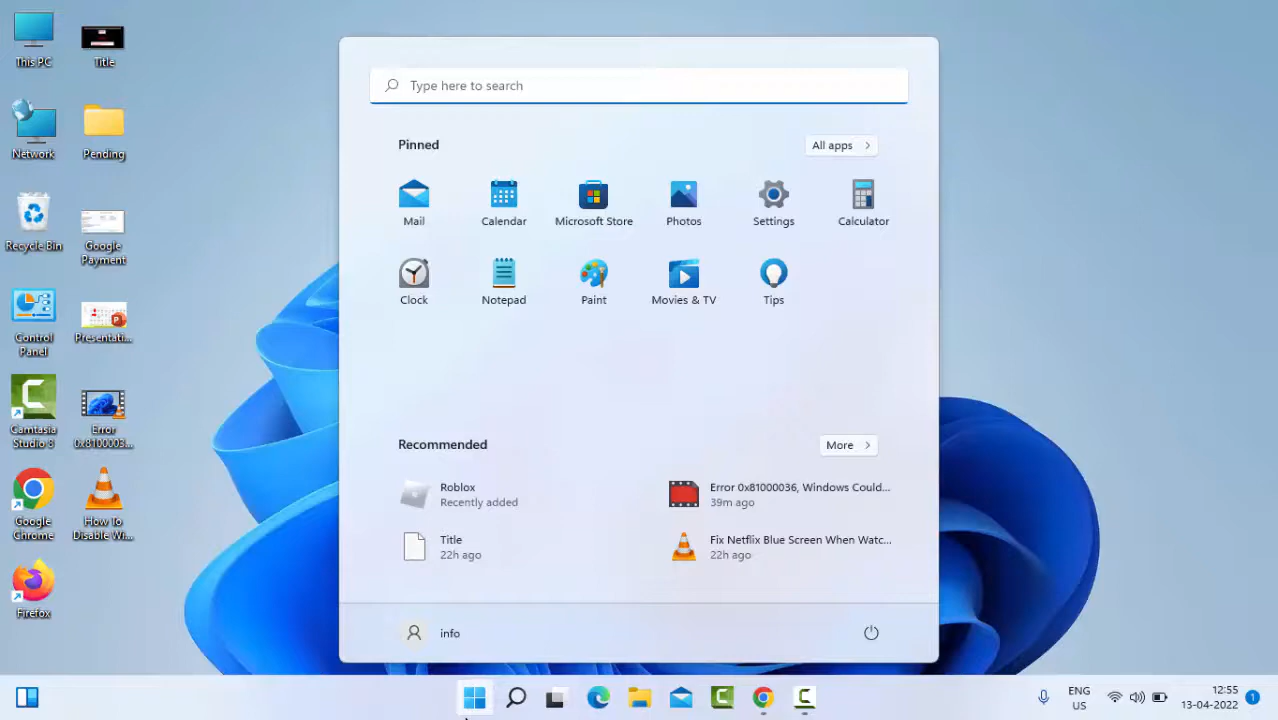 This PC
Title
Network
Pending
Recycle Bin
Google
Payment
Control
Panel
Presentati...
Camtasia
Studio 8
Error
0x8100003...
Google
Chrome
How To
Disable Wi...
Firefox
Type here to search
Pinned
All apps
Mail
Calendar
Microsoft Store
Photos
Settings
Calculator
Clock
Notepad
Paint
Movies & TV
Tips
Recommended
More
Roblox
Recently added
Error 0x81000036, Windows Could...
39m ago
Title
22h ago
Fix Netflix Blue Screen When Watc...
22h ago
info
ENG
US
12:55
13-04-2022
1